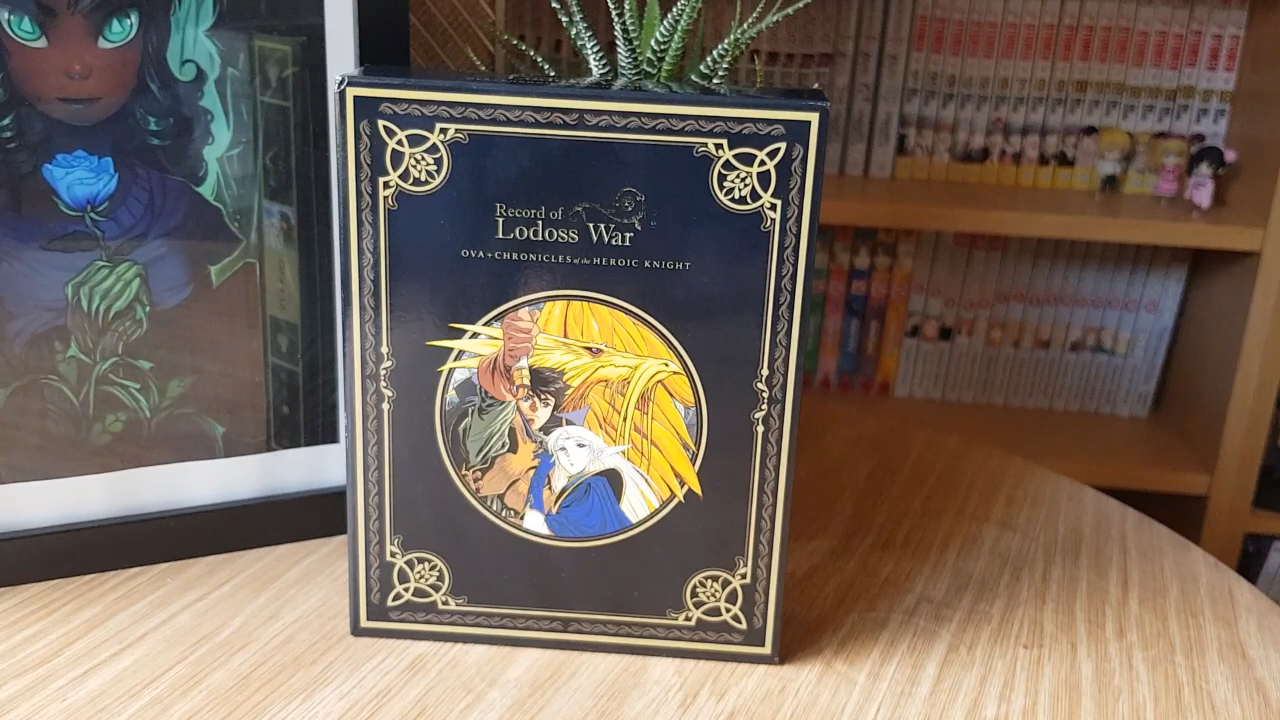 Record of
Lodoss War
OVA + CHRONICLES of the HEROIC KNIGHT